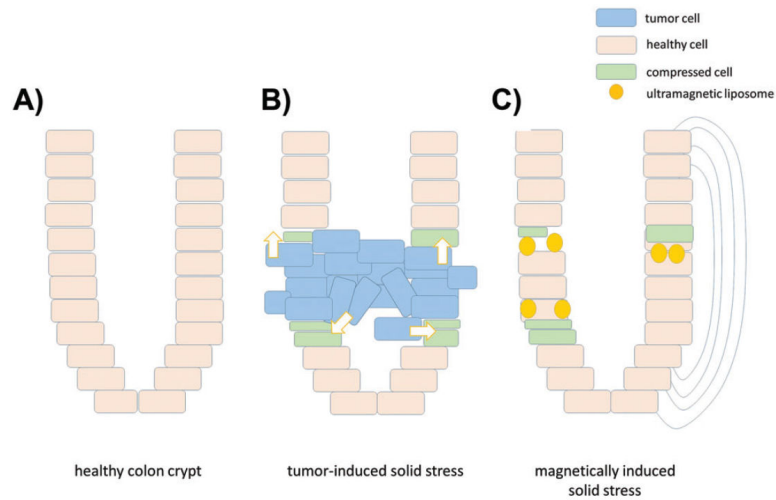 tumor cell
healthy cell
compressed cell
ultramagnetic liposome
A)
B)
C)
healthy colon crypt
tumor-induced solid stress
magnetically induced
solid stress